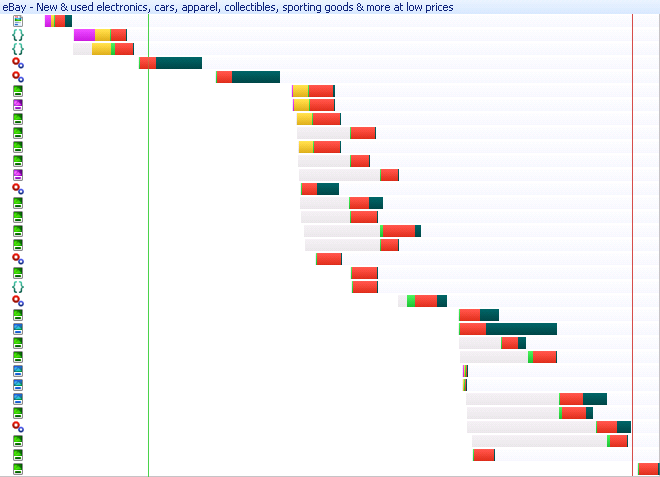 eBay - New & used electronics, cars, apparel, collectibles, sporting goods & more at low prices